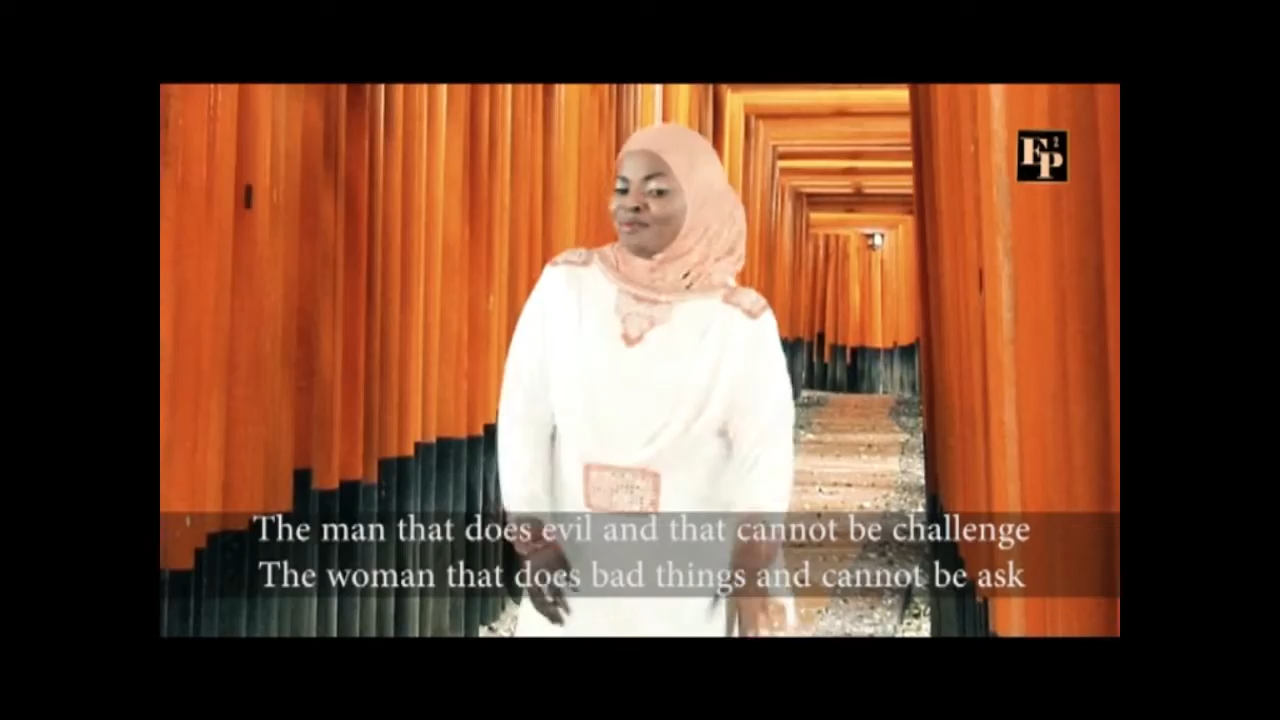 EP2
The man that does evil and that cannot be challenge
The woman that does bad things and cannot be ask